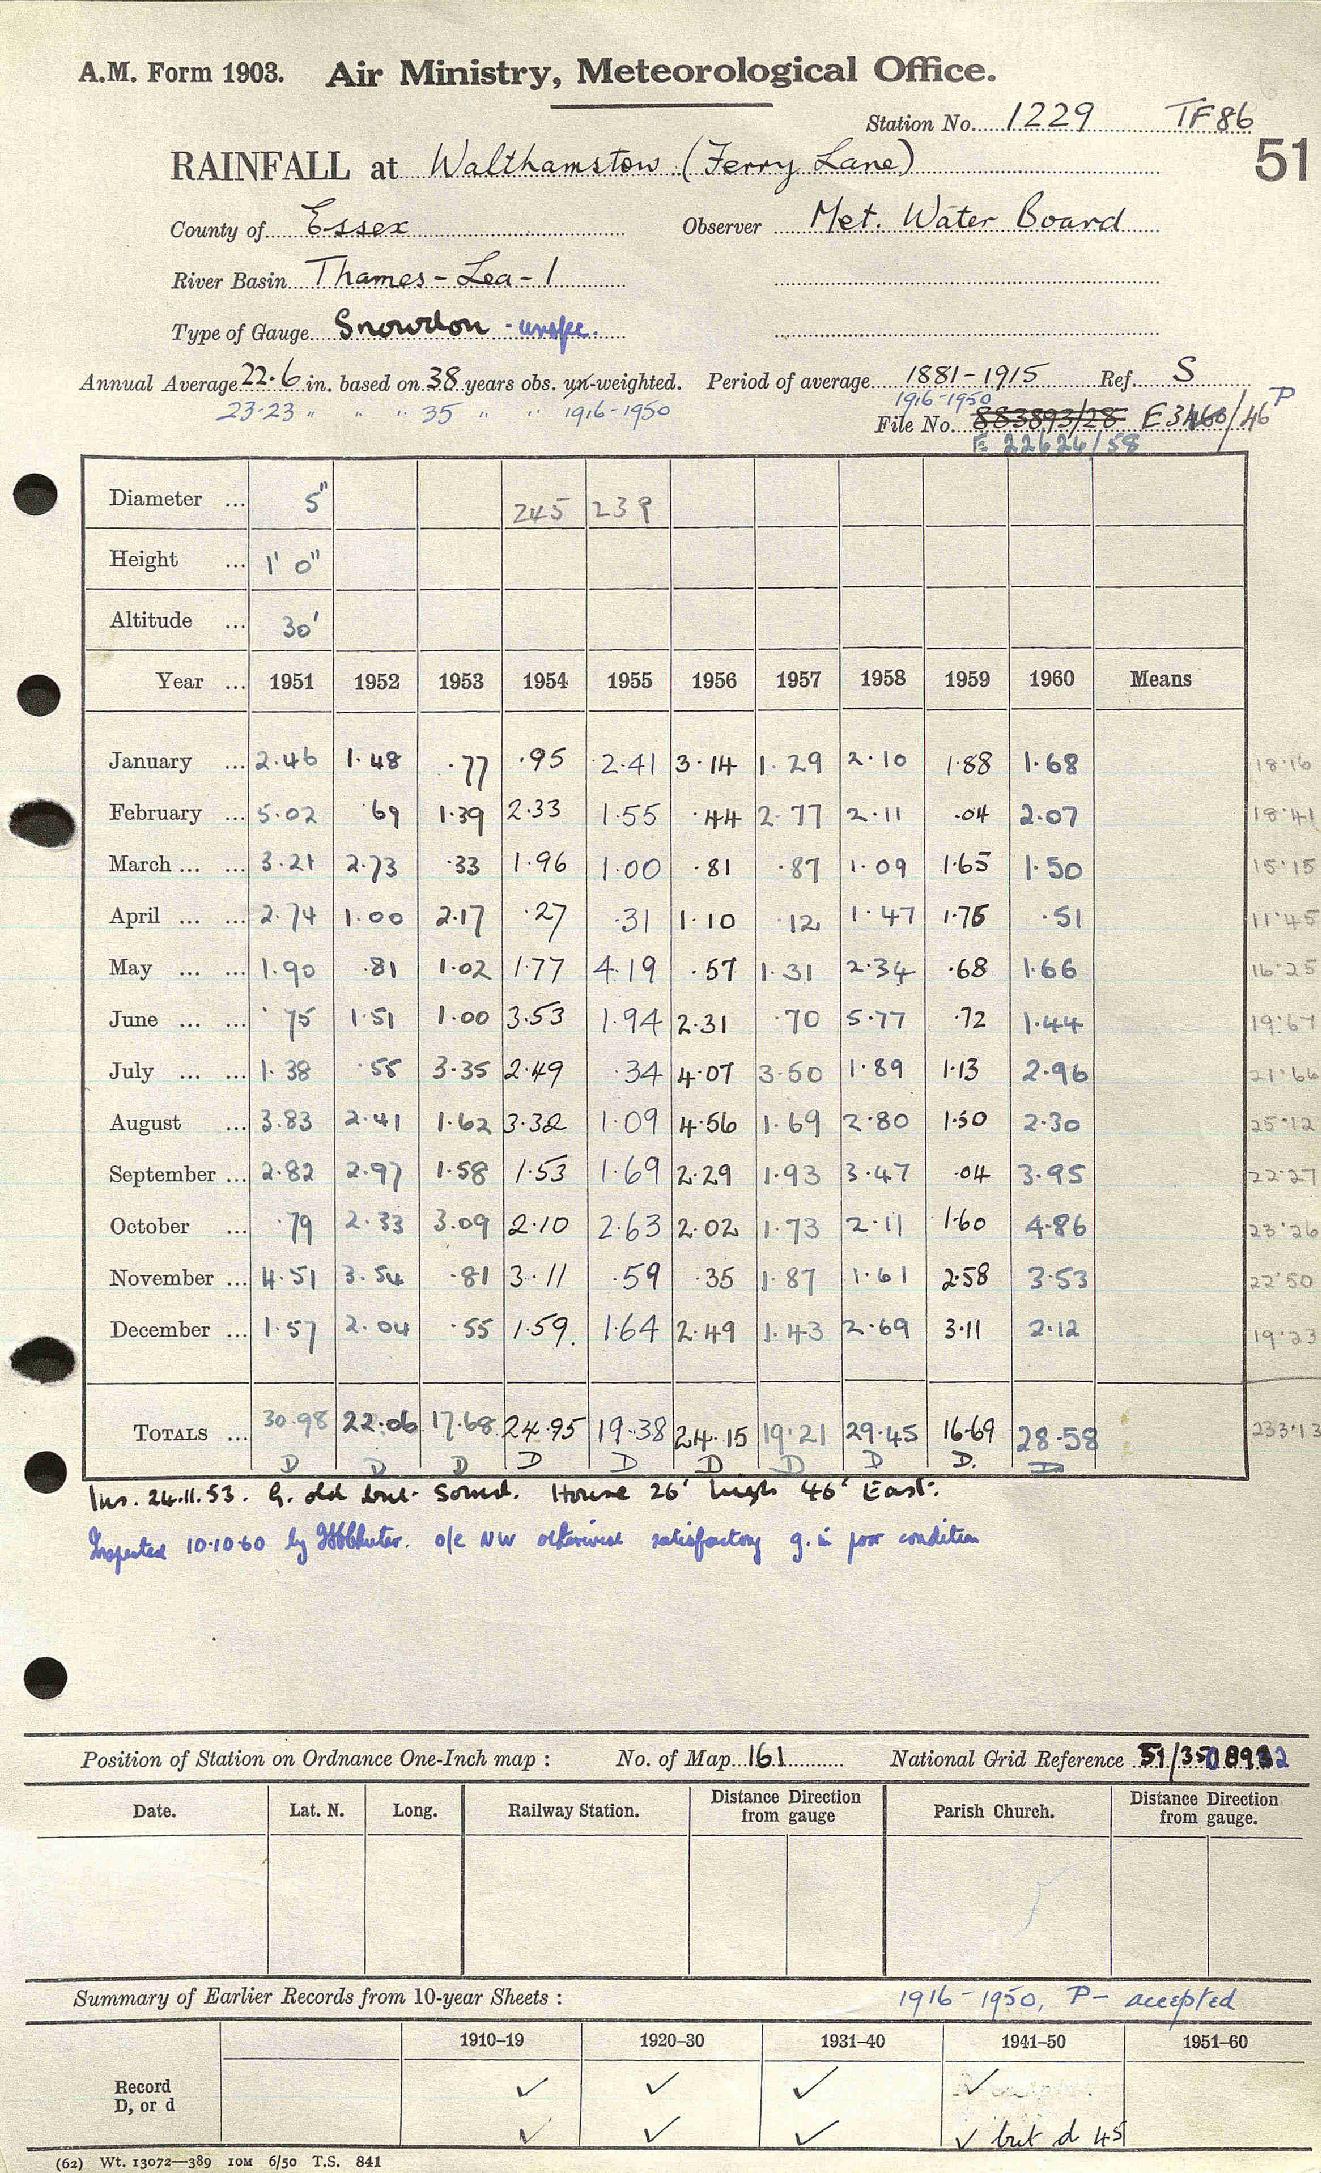 A.M. Form 1903. Air Ministry, Meteorological Office.
Station No. 1229 TF86
51
RAINFALL at Walthamstow (Ferry Lane)
County of Essex Observer Met. Water Board
River Basin Thames - Lea - 1
Type of Gauge Snowdon - unspec.
Annual Average 22.6 in. based on 38 years obs. un-weighted. Period of average 1881-1915 Ref. S
23.23 " " " 35 " " 1916-1950 1916-1950 P
File No. 883893/28 E3460/46
E 22626/58
Diameter ... 5" 245 239
Height ... 1' 0"
Altitude ... 30'
Year ... 1951 1952 1953 1954 1955 1956 1957 1958 1959 1960 Means
January ... 2.46 1.48 .77 .95 2.41 3.14 1.29 2.10 1.88 1.68 18.16
February ... 5.02 .69 1.39 2.33 1.55 .44 2.77 2.11 .04 2.07 18.41
March ... ... 3.21 2.73 .33 1.96 1.00 .81 .87 1.09 1.65 1.50 15.15
April ... ... 2.74 1.00 2.17 .27 .31 1.10 .12 1.47 1.76 .51 11.45
May ... ... 1.90 .81 1.02 1.77 4.19 .57 1.31 2.34 .68 1.66 16.25
June ... ... .75 1.51 1.00 3.53 1.94 2.31 .70 5.77 .72 1.44 19.67
July ... ... 1.38 .55 3.35 2.49 .34 4.07 3.50 1.89 1.13 2.96 21.66
August ... 3.83 2.41 1.62 3.32 1.09 4.56 1.69 2.80 1.50 2.30 25.12
September ... 2.82 2.97 1.58 1.53 1.69 2.29 1.93 3.47 .04 3.95 22.27
October ... .79 2.33 3.09 2.10 2.63 2.02 1.73 2.11 1.60 4.86 23.26
November ... 4.51 3.54 .81 3.11 .59 .35 1.87 1.61 2.58 3.53 22.50
December ... 1.57 2.04 .55 1.59. 1.64 2.49 1.43 2.69 3.11 2.12 19.23
TOTALS ... 30.98 22.06 17.68 24.95 19.38 24.15 19.21 29.45 16.69 28.58 233.13
D D D D D D D D D. D
Ins. 24.11.53. G. old but sound. House 26' high 46' East.
Inspected 10.10.60 by o/c NW otherwise satisfactory g. in poor condition
Position of Station on Ordnance One-Inch map : No. of Map 161 National Grid Reference 51/
Date. Lat. N. Long. Railway Station. Distance Direction from gauge Parish Church. Distance Direction from gauge.
Summary of Earlier Records from 10-year Sheets : 1916-1950, P- accepted
1910–19 1920–30 1931–40 1941–50 1951–60
Record ✓ ✓ ✓ ✓
D, or d ✓ ✓ ✓ ✓ but d 45
(62) Wt. 13072—389 10M 6/50 T.S. 841